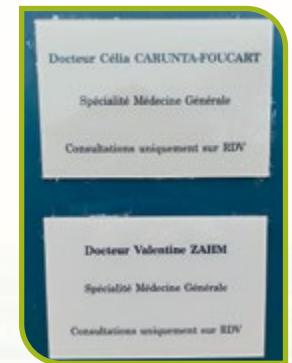 Docteur Célia CARUNTA-FOUCART
Spécialité Médecine Générale
Consultations uniquement sur RDV
Docteur Valentine ZAHM
Spécialité Médecine Générale
Consultations uniquement sur RDV